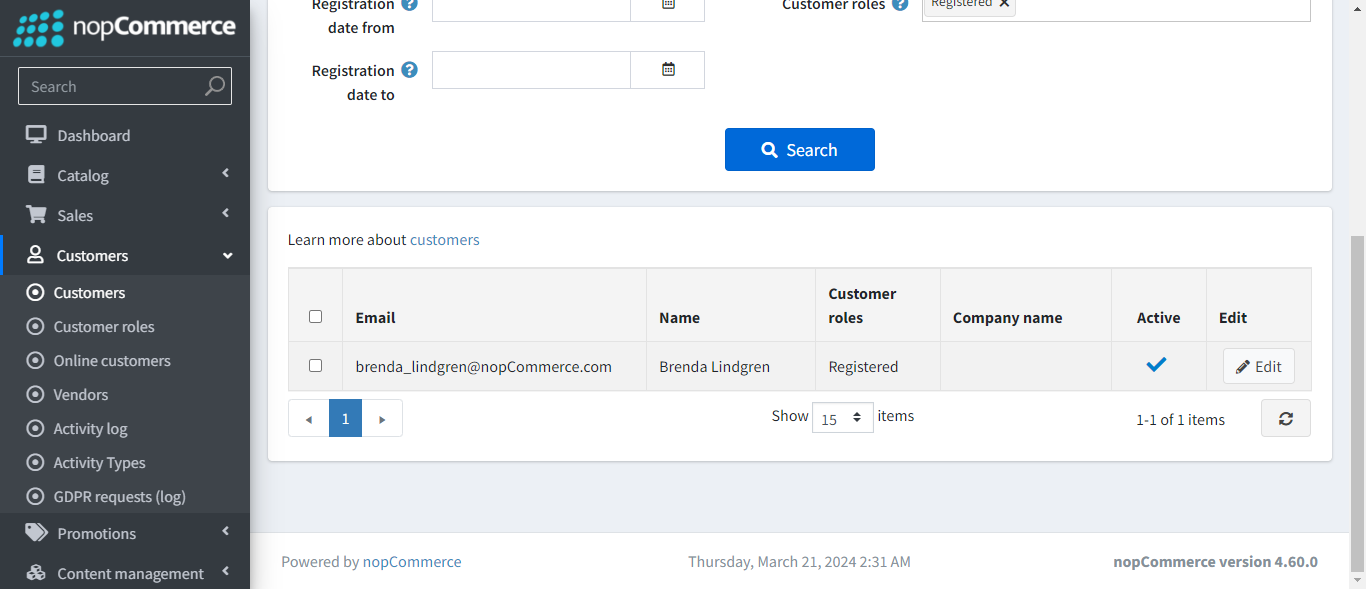 nopCommerce
Search
Dashboard
Catalog
Sales
Customers
Customers
Customer roles
Online customers
Vendors
Activity log
Activity Types
GDPR requests (log)
Promotions
Content management
Registration
date from
Customer roles
Registered
Registration
date to
Search
Learn more about customers
Email
Name
Customer
roles
Company name
Active
Edit
brenda_lindgren@nopCommerce.com
Brenda Lindgren
Registered
Edit
1
Show 15 items
1-1 of 1 items
Powered by nopCommerce
Thursday, March 21, 2024 2:31 AM
nopCommerce version 4.60.0